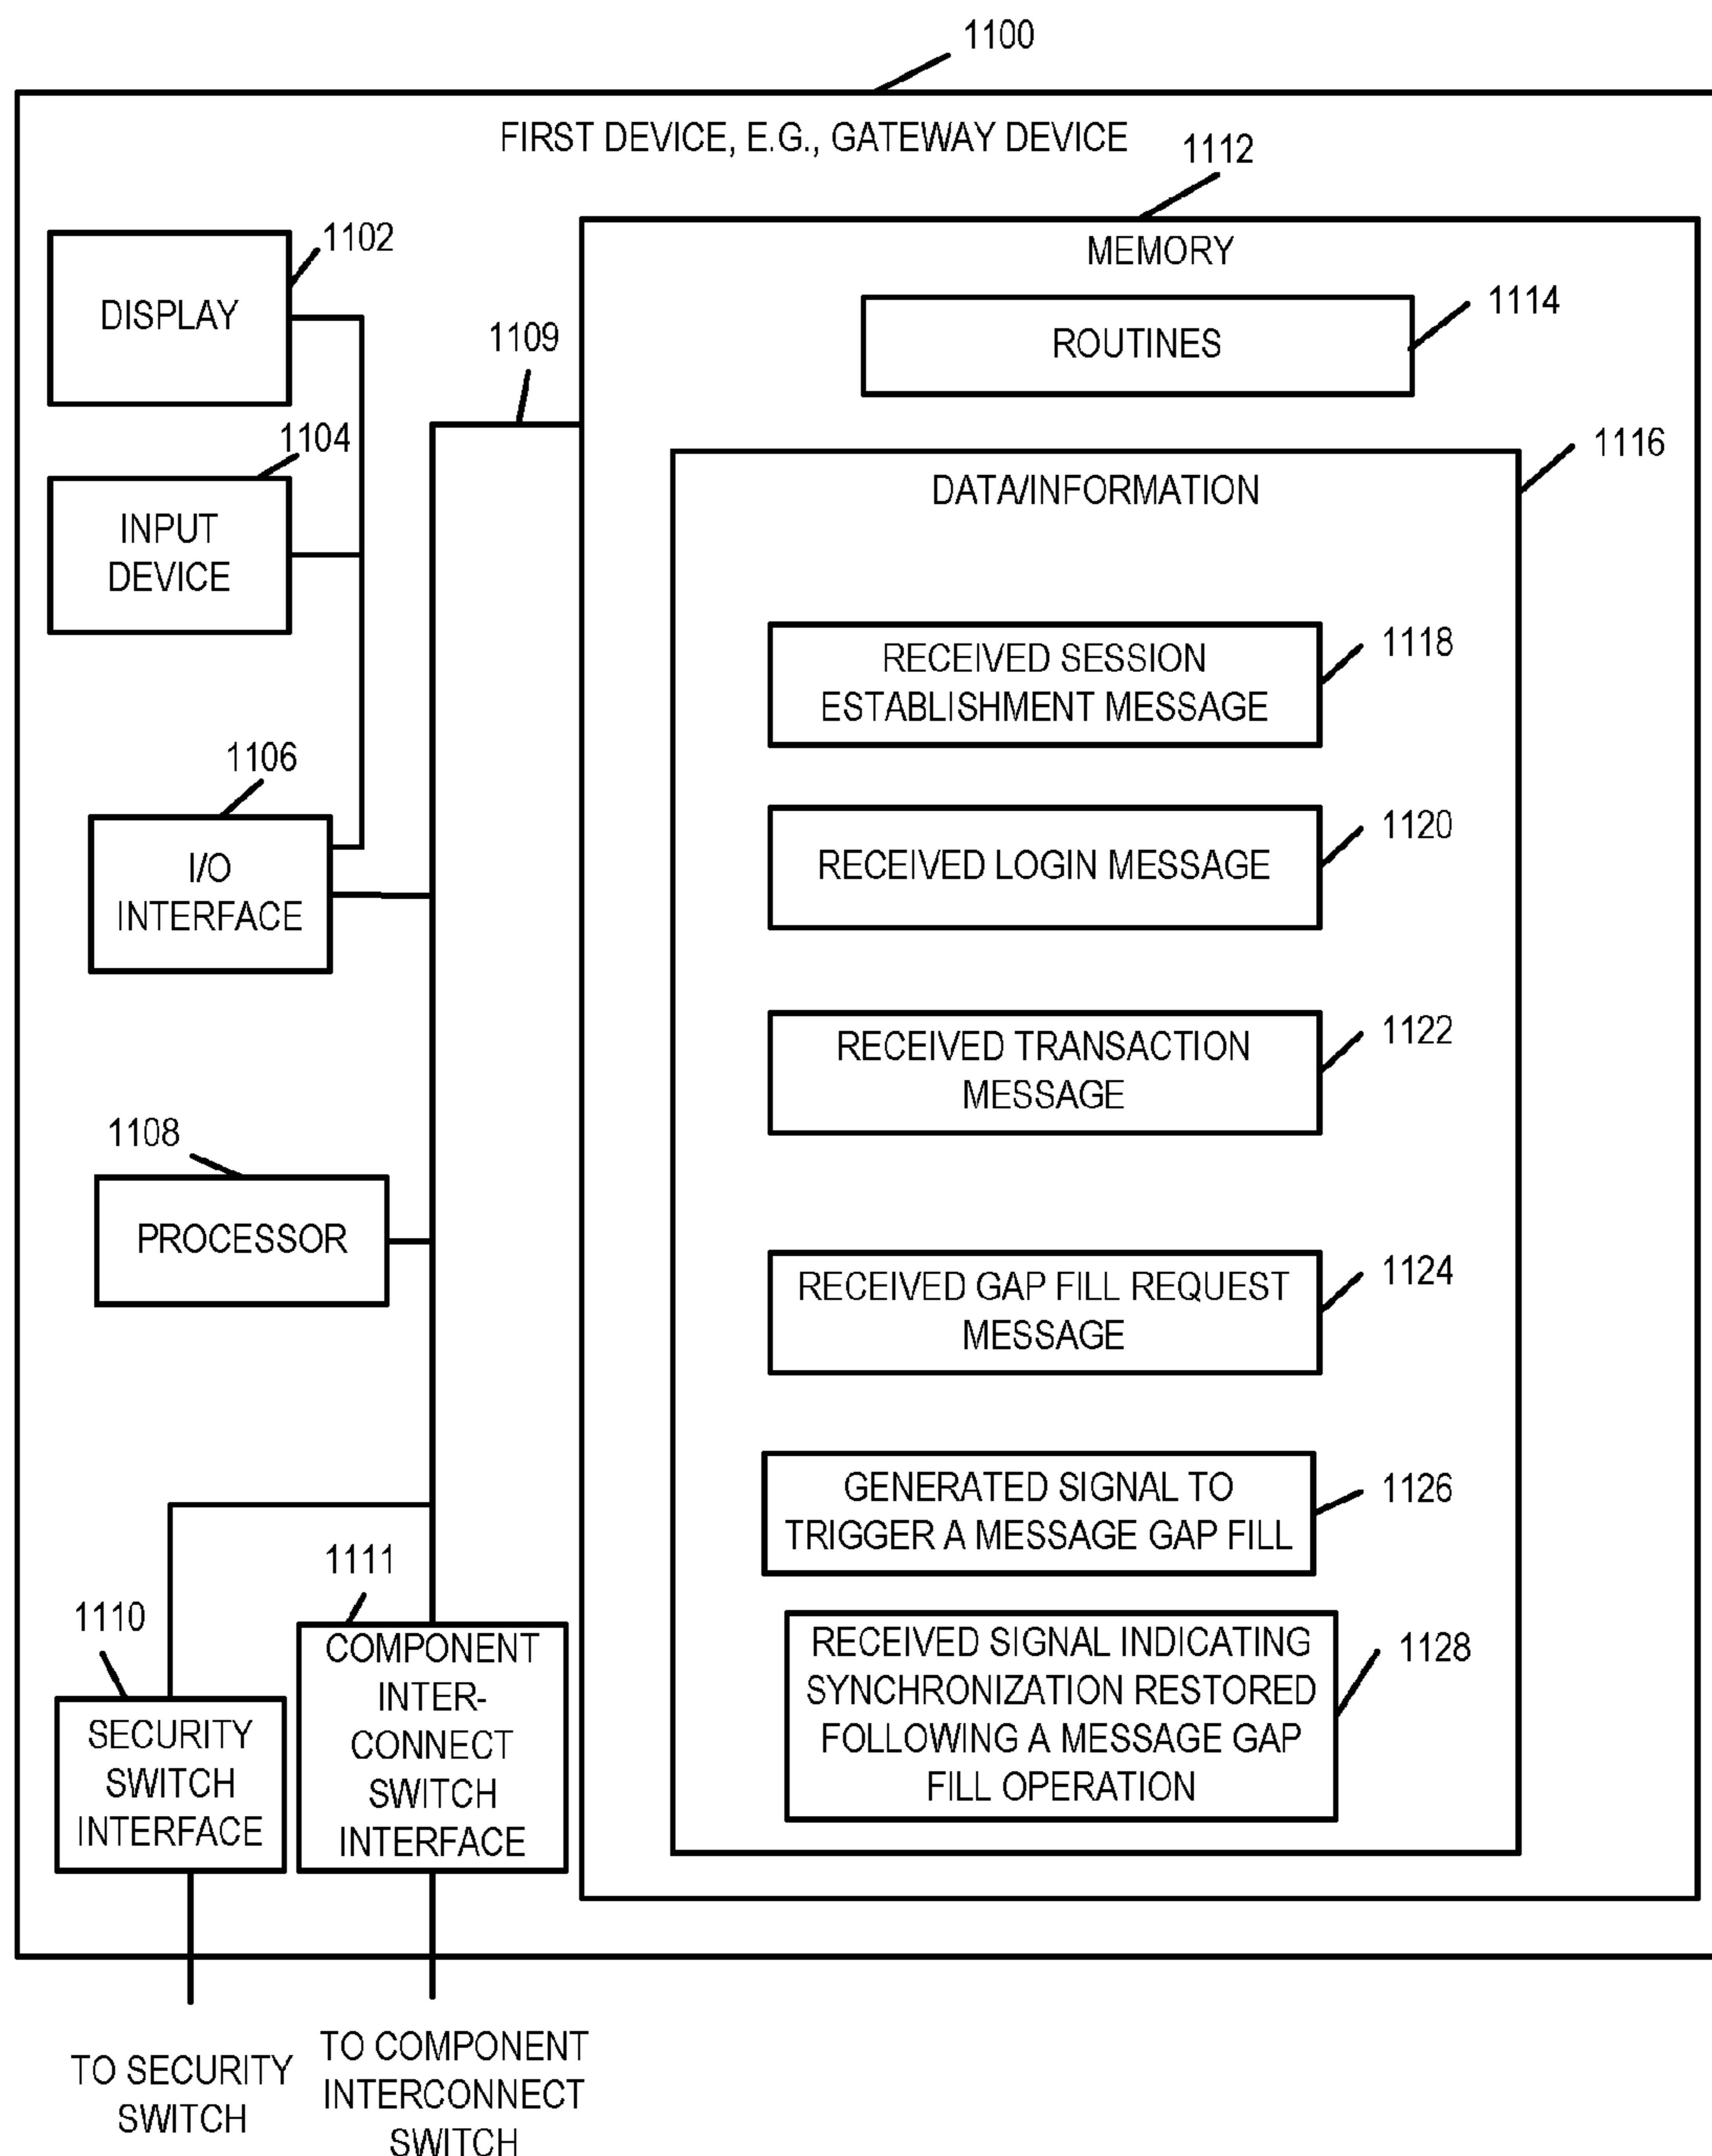 1100
FIRST DEVICE, E.G., GATEWAY DEVICE
1112
MEMORY
1102
DISPLAY
1114
ROUTINES
1109
1104
INPUT
DEVICE
1116
DATA/INFORMATION
1118
RECEIVED SESSION
ESTABLISHMENT MESSAGE
1106
I/O
INTERFACE
1120
RECEIVED LOGIN MESSAGE
1122
RECEIVED TRANSACTION
MESSAGE
1108
PROCESSOR
1124
RECEIVED GAP FILL REQUEST
MESSAGE
1126
GENERATED SIGNAL TO
TRIGGER A MESSAGE GAP FILL
1110
SECURITY
SWITCH
INTERFACE
1111
COMPONENT
INTER-
CONNECT
SWITCH
INTERFACE
1128
RECEIVED SIGNAL INDICATING
SYNCHRONIZATION RESTORED
FOLLOWING A MESSAGE GAP
FILL OPERATION
TO SECURITY
SWITCH
TO COMPONENT
INTERCONNECT
SWITCH